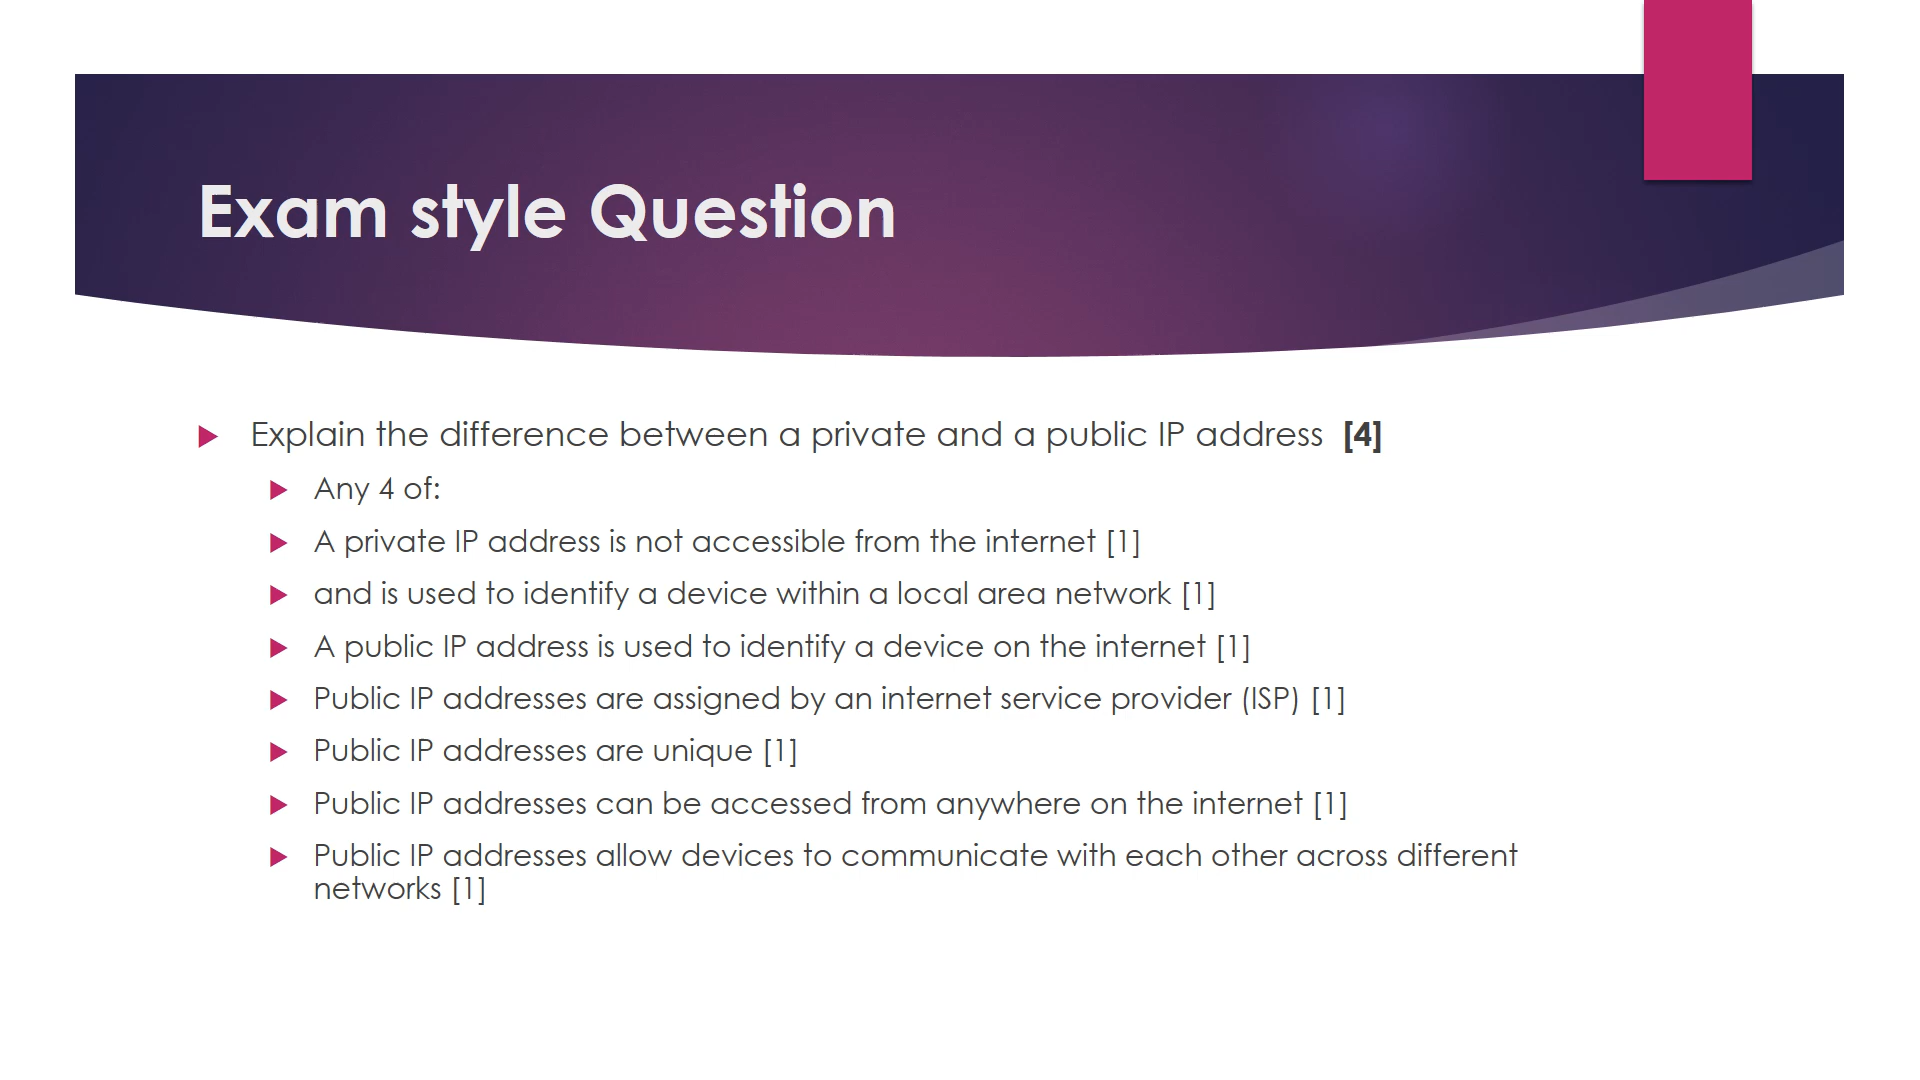 Exam style Question
Explain the difference between a private and a public IP address [4]
Any 4 of:
A private IP address is not accessible from the internet [1]
and is used to identify a device within a local area network [1]
A public IP address is used to identify a device on the internet [1]
Public IP addresses are assigned by an internet service provider (ISP) [1]
Public IP addresses are unique [1]
Public IP addresses can be accessed from anywhere on the internet [1]
Public IP addresses allow devices to communicate with each other across different
networks [1]